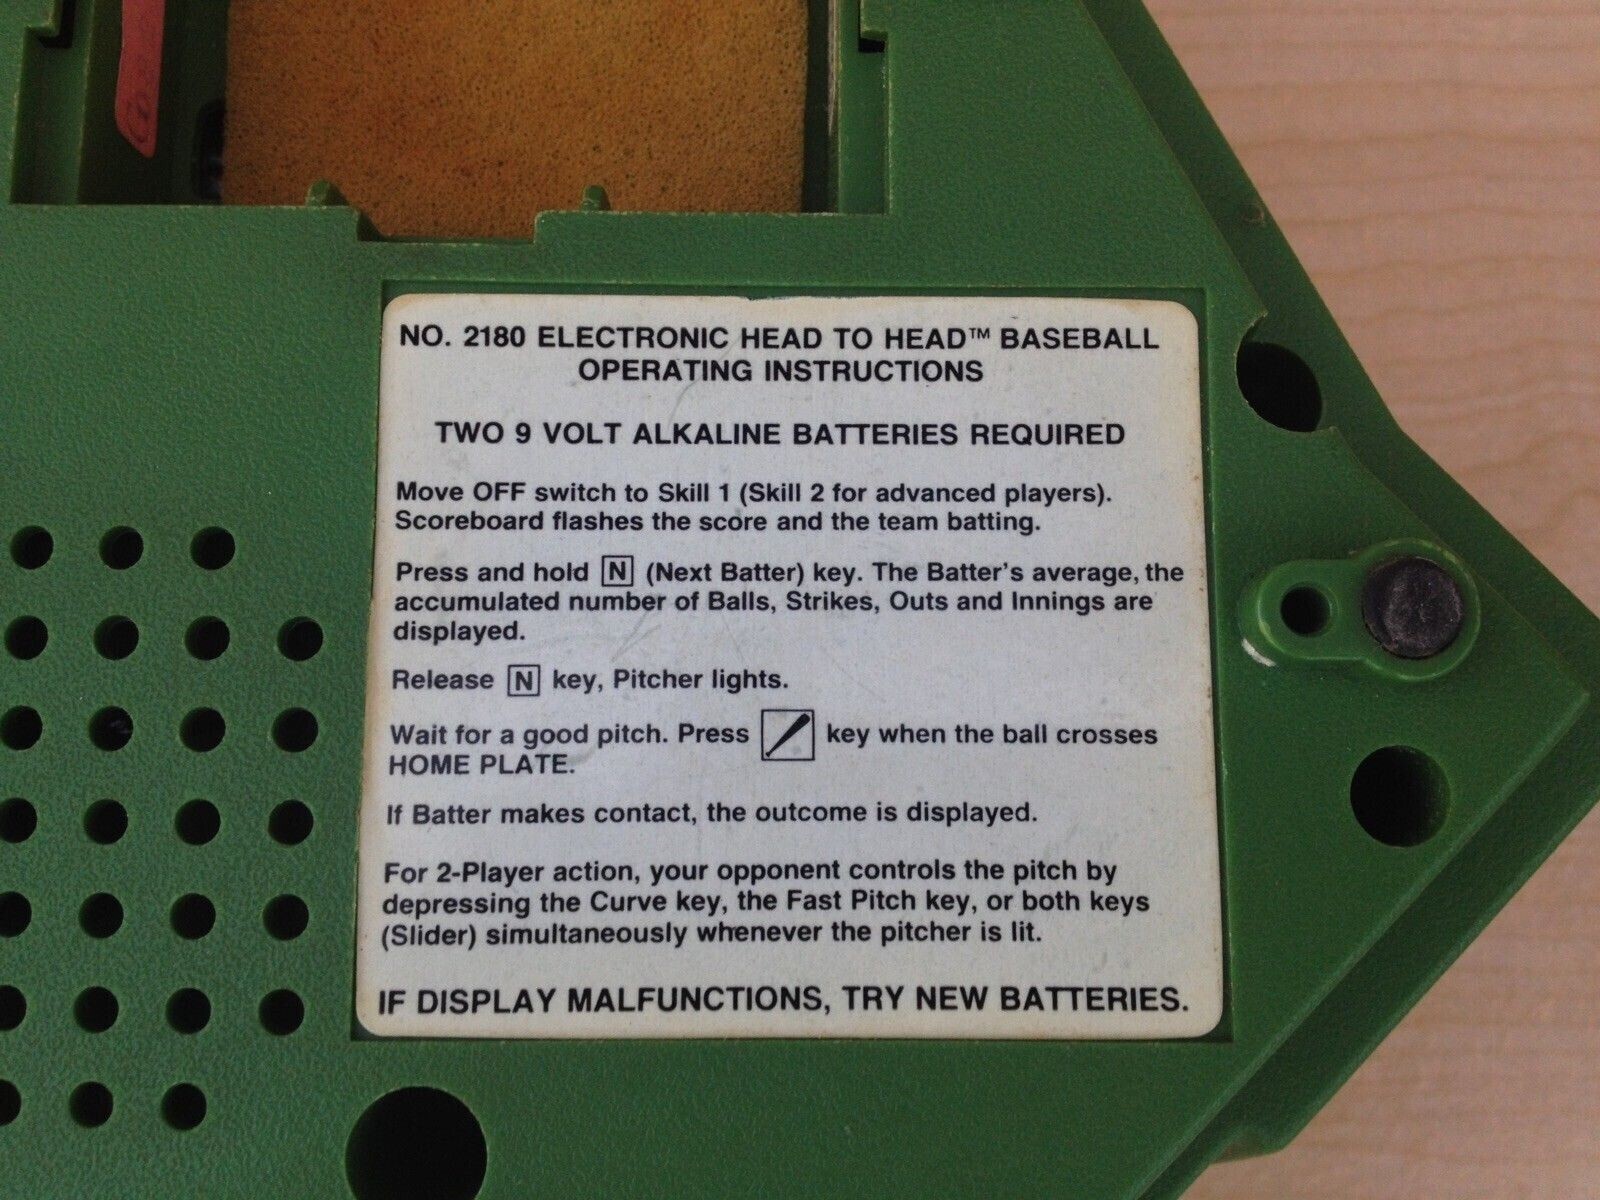 NO. 2180 ELECTRONIC HEAD TO HEAD™ BASEBALL
OPERATING INSTRUCTIONS
TWO 9 VOLT ALKALINE BATTERIES REQUIRED
Move OFF switch to Skill 1 (Skill 2 for advanced players).
Scoreboard flashes the score and the team batting.
Press and hold N (Next Batter) key. The Batter's average, the
accumulated number of Balls, Strikes, Outs and Innings are
displayed.
Release N key, Pitcher lights.
Wait for a good pitch. Press key when the ball crosses
HOME PLATE.
If Batter makes contact, the outcome is displayed.
For 2-Player action, your opponent controls the pitch by
depressing the Curve key, the Fast Pitch key, or both keys
(Slider) simultaneously whenever the pitcher is lit.
IF DISPLAY MALFUNCTIONS, TRY NEW BATTERIES.